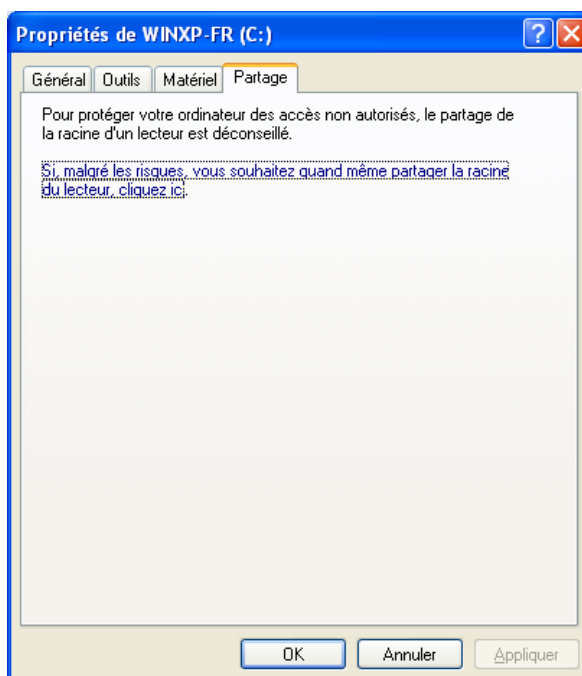 Propriétés de WINXP-FR (C:)
Général Outils Matériel Partage
Pour protéger votre ordinateur des accès non autorisés, le partage de
la racine d'un lecteur est déconseillé.
Si, malgré les risques, vous souhaitez quand même partager la racine
du lecteur, cliquez ici.
OK Annuler Appliquer